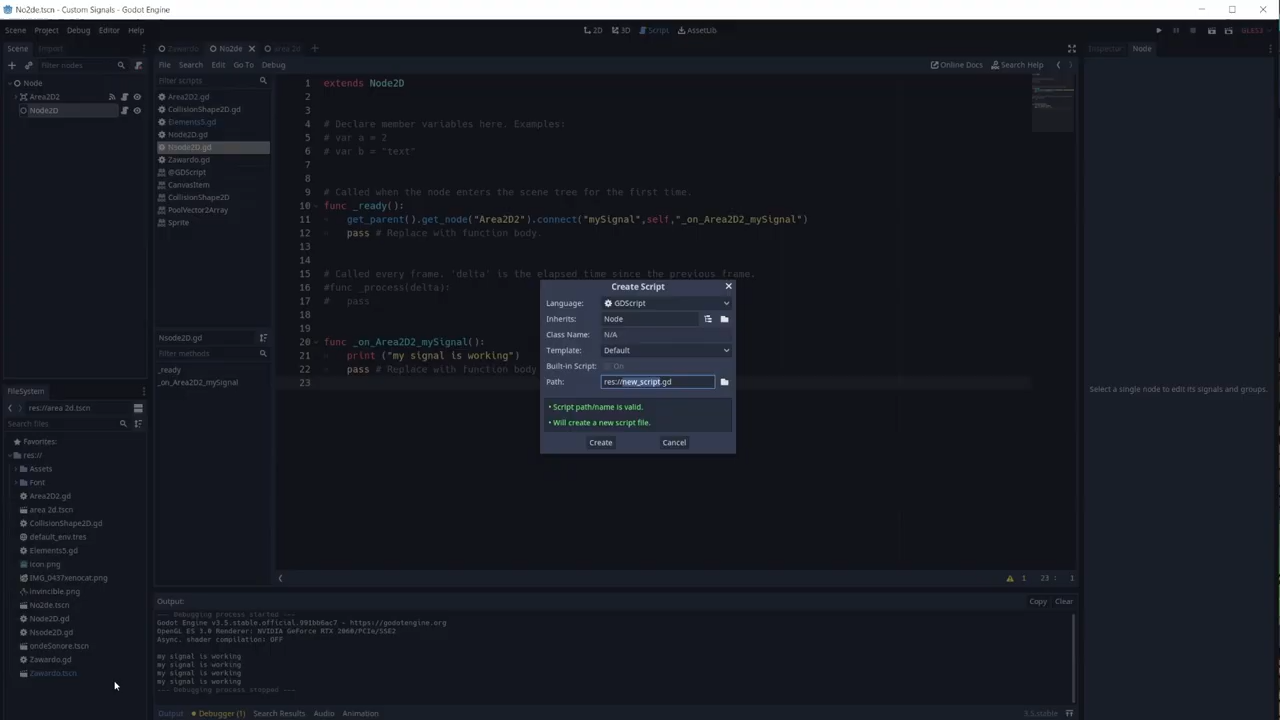 No2de.tscn - Custom Signals - Godot Engine
Scene Project Debug Editor Help
2D 3D Script AssetLib
GLES3
Scene Import
Zawardo No2de area 2d
Inspector Node
Filter nodes
File Search Edit Go-To Debug
Online Docs Search Help
Node
Area2D2
Node2D
Filter scripts
Area2D2.gd
CollisionShape2D.gd
Elements5.gd
Node2D.gd
Nsode2D.gd
Zawardo.gd
@GDScript
CanvasItem
CollisionShape2D
PoolVector2Array
Sprite
Nsode2D.gd
Filter methods
_ready
_on_Area2D2_mySignal
1 extends Node2D
2
3
4 # Declare member variables here. Examples:
5 # var a = 2
6 # var b = "text"
7
8
9 # Called when the node enters the scene tree for the first time.
10 func _ready():
11 get_parent().get_node("Area2D2").connect("mySignal",self,"_on_Area2D2_mySignal")
12 pass # Replace with function body.
13
14
15 # Called every frame. 'delta' is the elapsed time since the previous frame.
16 #func _process(delta):
17 # pass
18
19
20 func _on_Area2D2_mySignal():
21 print ("my signal is working")
22 pass # Replace with function body
23
Create Script
Language: GDScript
Inherits: Node
Class Name: N/A
Template: Default
Built-in Script: On
Path: res://new_script.gd
• Script path/name is valid.
• Will create a new script file.
Create Cancel
Select a single node to edit its signals and groups.
FileSystem
res://area 2d.tscn
Search files
Favorites:
res://
Assets
Font
Area2D2.gd
area 2d.tscn
CollisionShape2D.gd
default_env.tres
Elements5.gd
icon.png
IMG_0437xenocat.png
invincible.png
No2de.tscn
Node2D.gd
Nsode2D.gd
ondeSonore.tscn
Zawardo.gd
Zawardo.tscn
1 23 : 1
Output:
Copy Clear
--- Debugging process started ---
Godot Engine v3.5.stable.official.991bb6ac7 - https://godotengine.org
OpenGL ES 3.0 Renderer: NVIDIA GeForce RTX 2060/PCIe/SSE2
Async. shader compilation: OFF
my signal is working
my signal is working
my signal is working
my signal is working
--- Debugging process stopped ---
Output Debugger (1) Search Results Audio Animation
3.5.stable